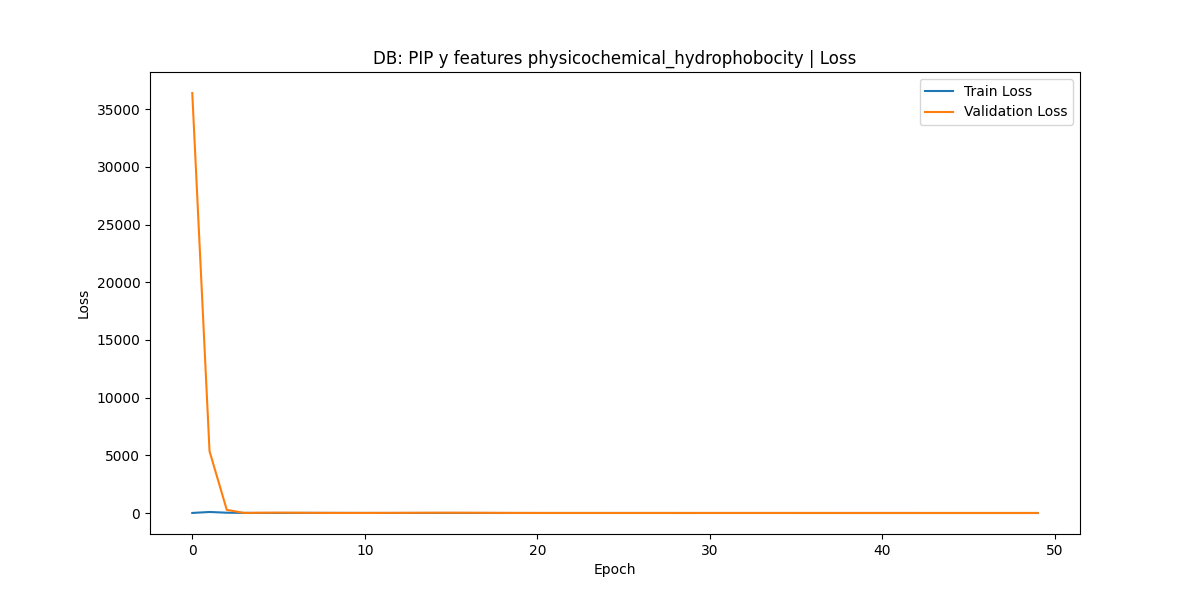 DB: PIP y features physicochemical_hydrophobocity | Loss
Train Loss
Validation Loss
35000
30000
25000
20000
15000
10000
5000
0
Loss
0 10 20 30 40 50
Epoch